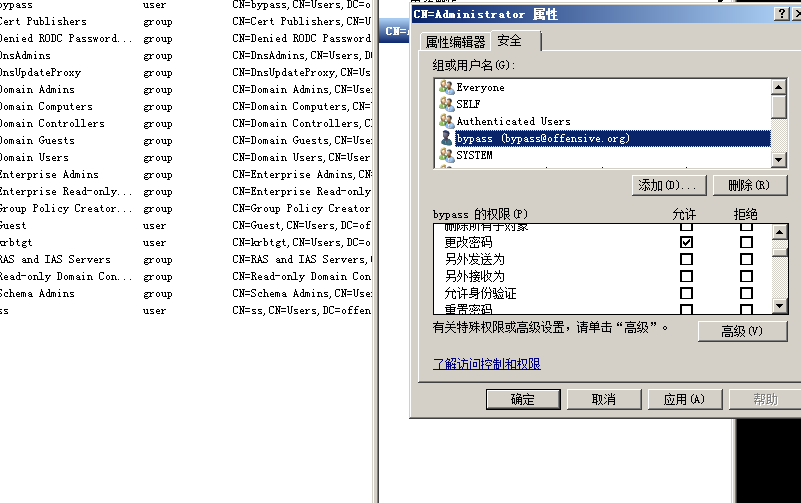 ypass user CN=bypass,CN=Users,DC=o
Cert Publishers group CN=Cert Publishers,CN=Use
Denied RODC Password... group CN=Denied RODC Password
DnsAdmins group CN=DnsAdmins,CN=Users,D
DnsUpdateProxy group CN=DnsUpdateProxy,CN=Us
Domain Admins group CN=Domain Admins,CN=User
Domain Computers group CN=Domain Computers,CN=U
Domain Controllers group CN=Domain Controllers,C
Domain Guests group CN=Domain Guests,CN=User
Domain Users group CN=Domain Users,CN=User
Enterprise Admins group CN=Enterprise Admins,CN
Enterprise Read-only... group CN=Enterprise Read-only
Group Policy Creator... group CN=Group Policy Creator
Guest user CN=Guest,CN=Users,DC=of
krbtgt user CN=krbtgt,CN=Users,DC=o
RAS and IAS Servers group CN=RAS and IAS Servers,
Read-only Domain Con... group CN=Read-only Domain Con
Schema Admins group CN=Schema Admins,CN=Use
ss user CN=ss,CN=Users,DC=offen
CN=
CN=Administrator 属性
属性编辑器 安全
组或用户名(G):
Everyone
SELF
Authenticated Users
bypass (bypass@offensive.org)
SYSTEM
添加(D)... 删除(R)
bypass 的权限(P) 允许 拒绝
删除所有子对象
更改密码
另外发送为
另外接收为
允许身份验证
重置密码
有关特殊权限或高级设置，请单击“高级”。
高级(V)
了解访问控制和权限
确定 取消 应用(A) 帮助